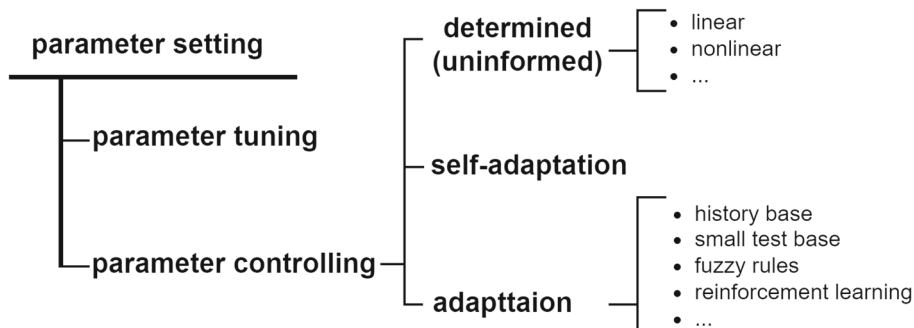 parameter setting
parameter tuning
parameter controlling
determined
(uninformed)
• linear
• nonlinear
• ...
self-adaptation
adapttaion
• history base
• small test base
• fuzzy rules
• reinforcement learning
• ...